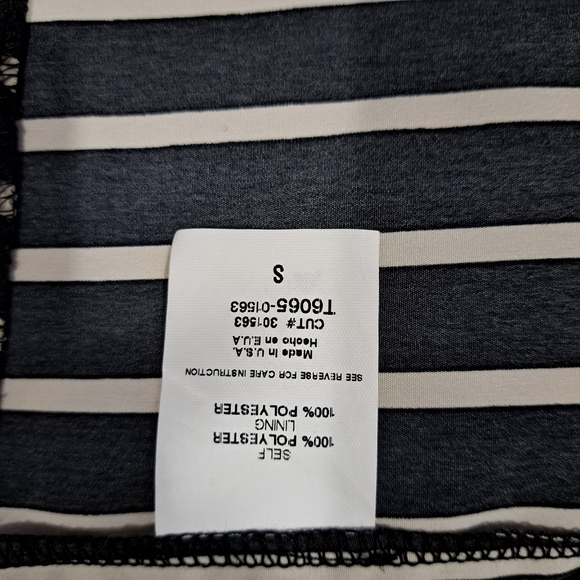 SELF
100% POLYESTER
LINING
100% POLYESTER
SEE REVERSE FOR CARE INSTRUCTION
Made In U.S.A.
Hecho en E.U.A
CUT# 301563
T6065-01563
S